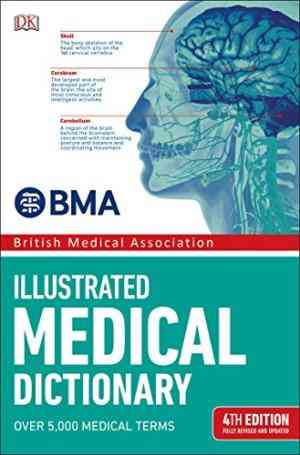 DK
Skull
The bony skeleton of the
head, which sits on the
1st cervical vertebra
Cerebrum
The largest and most
developed part of
the brain; the site of
most conscious and
intelligent activities
Cerebellum
A region of the brain
behind the brainstem
concerned with maintaining
posture and balance and
coordinating movement
BMA
British Medical Association
ILLUSTRATED
MEDICAL
DICTIONARY
OVER 5,000 MEDICAL TERMS
4TH EDITION
FULLY REVISED AND UPDATED